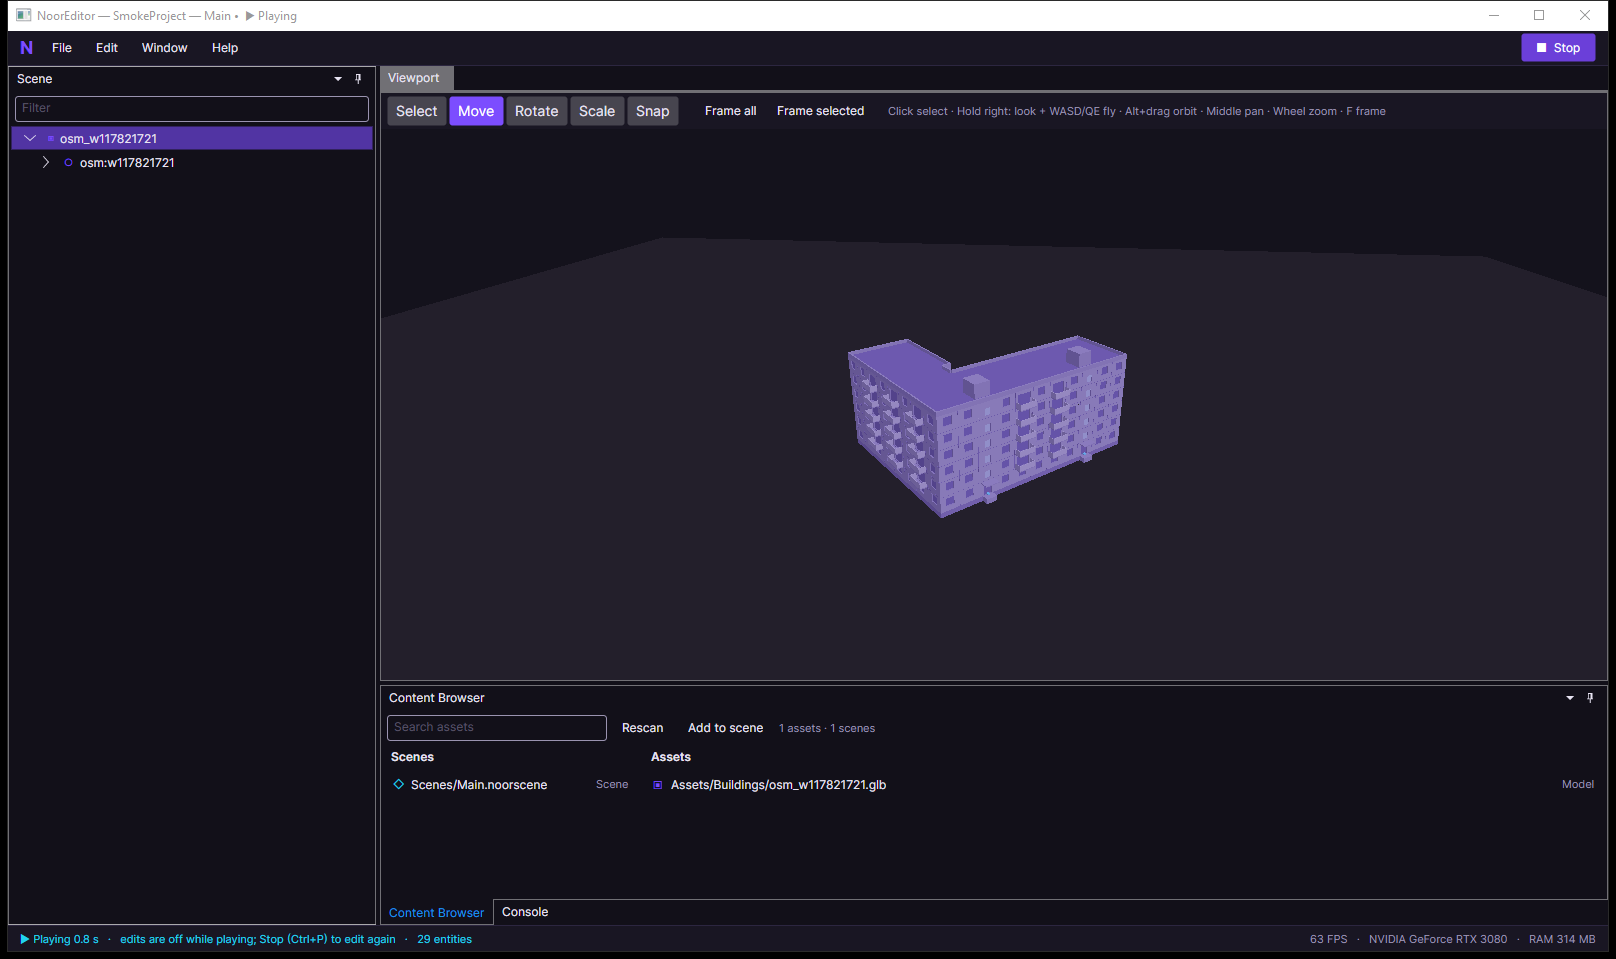 NoorEditor — SmokeProject — Main • ▶ Playing
N File Edit Window Help
Stop
Scene
Filter
osm_w117821721
osm:w117821721
Viewport
Select Move Rotate Scale Snap Frame all Frame selected Click select · Hold right: look + WASD/QE fly · Alt+drag orbit · Middle pan · Wheel zoom · F frame
Content Browser
Search assets Rescan Add to scene 1 assets · 1 scenes
Scenes Assets
Scenes/Main.noorscene Scene Assets/Buildings/osm_w117821721.glb Model
Content Browser Console
▶ Playing 0.8 s · edits are off while playing; Stop (Ctrl+P) to edit again · 29 entities
63 FPS · NVIDIA GeForce RTX 3080 · RAM 314 MB